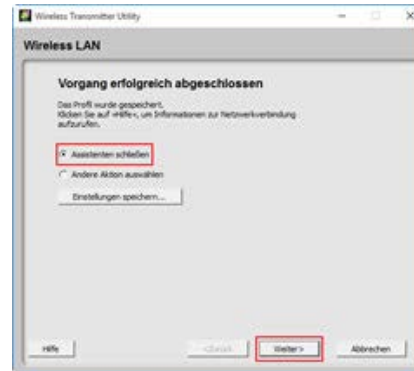 Wireless Transmitter Utility
Wireless LAN
Vorgang erfolgreich abgeschlossen
Das Profil wurde gespeichert.
Klicken Sie auf »Hilfe«, um Informationen zur Netzwerkverbindung
aufzurufen.
Assistenten schließen
Andere Aktion auswählen
Einstellungen speichern...
Hilfe
<Zurück
Weiter>
Abbrechen